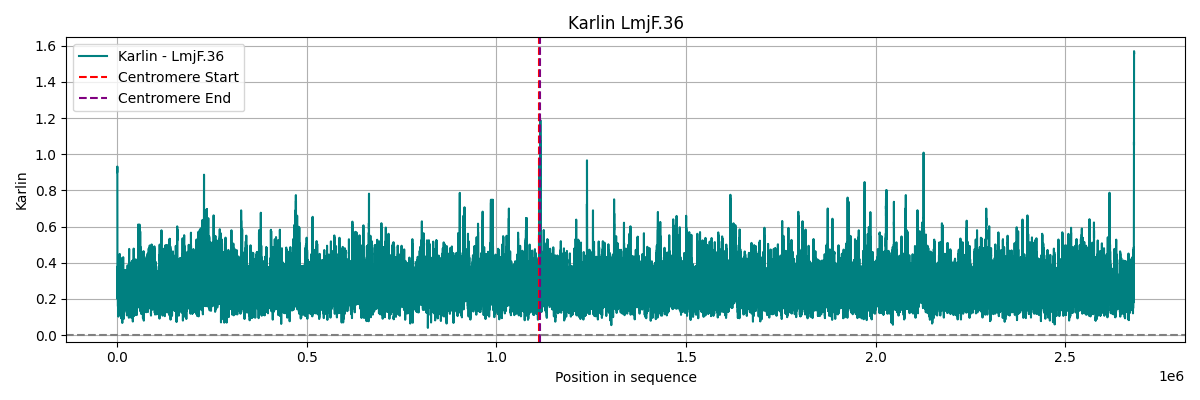 Karlin LmjF.36
Karlin - LmjF.36
Centromere Start
Centromere End
Karlin
1.6
1.4
1.2
1.0
0.8
0.6
0.4
0.2
0.0
0.0 0.5 1.0 1.5 2.0 2.5
1e6
Position in sequence